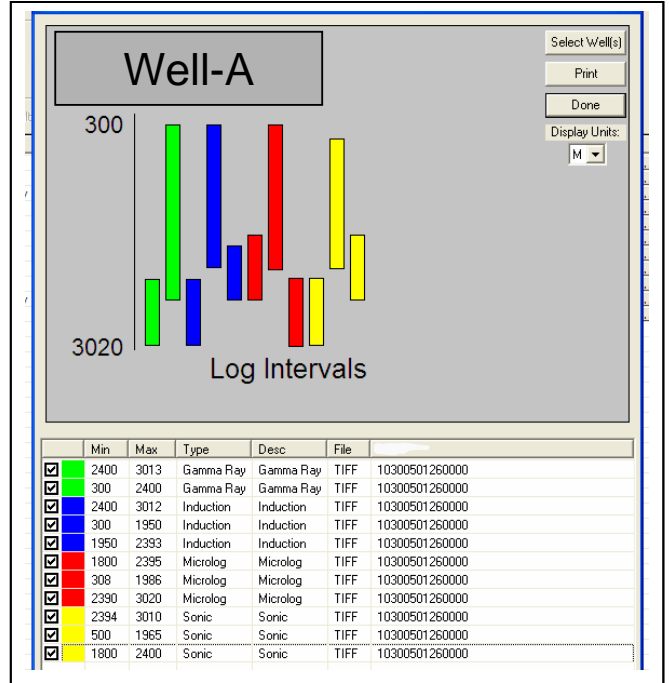 Well-A
Select Well(s)
Print
Done
Display Units:
M
300
3020
Log Intervals
Min Max Type Desc File
2400 3013 Gamma Ray Gamma Ray TIFF 10300501260000
300 2400 Gamma Ray Gamma Ray TIFF 10300501260000
2400 3012 Induction Induction TIFF 10300501260000
300 1950 Induction Induction TIFF 10300501260000
1950 2393 Induction Induction TIFF 10300501260000
1800 2395 Microlog Microlog TIFF 10300501260000
308 1986 Microlog Microlog TIFF 10300501260000
2390 3020 Microlog Microlog TIFF 10300501260000
2394 3010 Sonic Sonic TIFF 10300501260000
500 1965 Sonic Sonic TIFF 10300501260000
1800 2400 Sonic Sonic TIFF 10300501260000